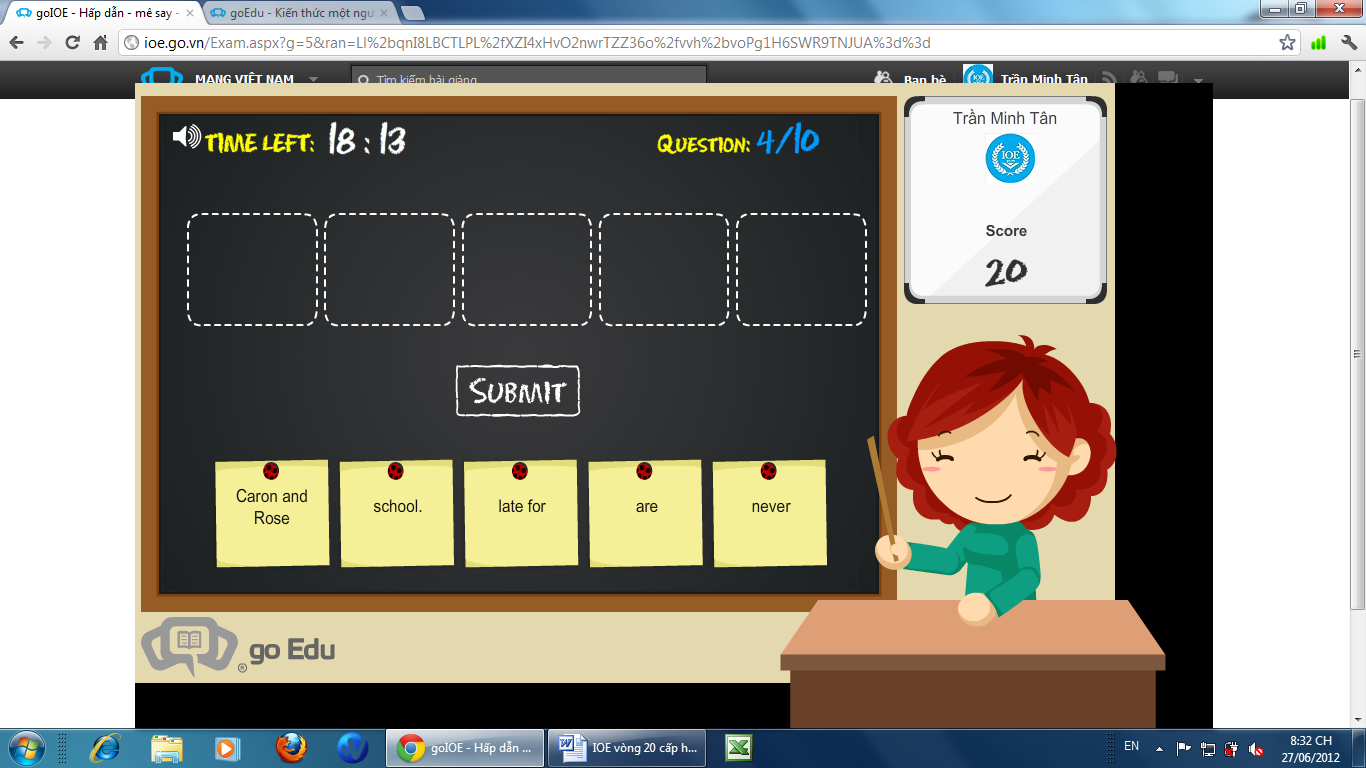 goIOE - Hấp dẫn - mê say -
goEdu - Kiến thức một ngư
ioe.go.vn/Exam.aspx?g=5&ran=Ll%2bqnI8LBCTLPL%2fXZI4xHvO2nwrTZZ36o%2fvvh%2bvoPg1H6SWR9TNJUA%3d%3d
MẠNG VIỆT NAM
Tìm kiếm bài giảng
Bạn bè
Trần Minh Tân
TIME LEFT: 18 : 13
QUESTION: 4/10
Trần Minh Tân
IOE
Score
20
SUBMIT
Caron and
Rose
school.
late for
are
never
go Edu
goIOE - Hấp dẫn ...
IOE vòng 20 cấp h...
EN
8:32 CH
27/06/2012